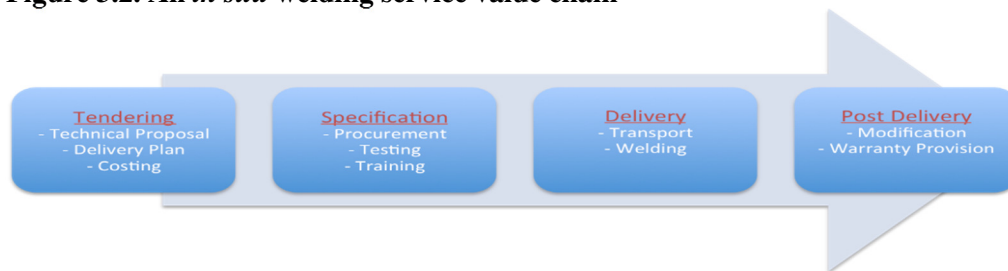 Figure 3.2. An in situ welding service value chain
Tendering
- Technical Proposal
- Delivery Plan
- Costing
Specification
- Procurement
- Testing
- Training
Delivery
- Transport
- Welding
Post Delivery
- Modification
- Warranty Provision